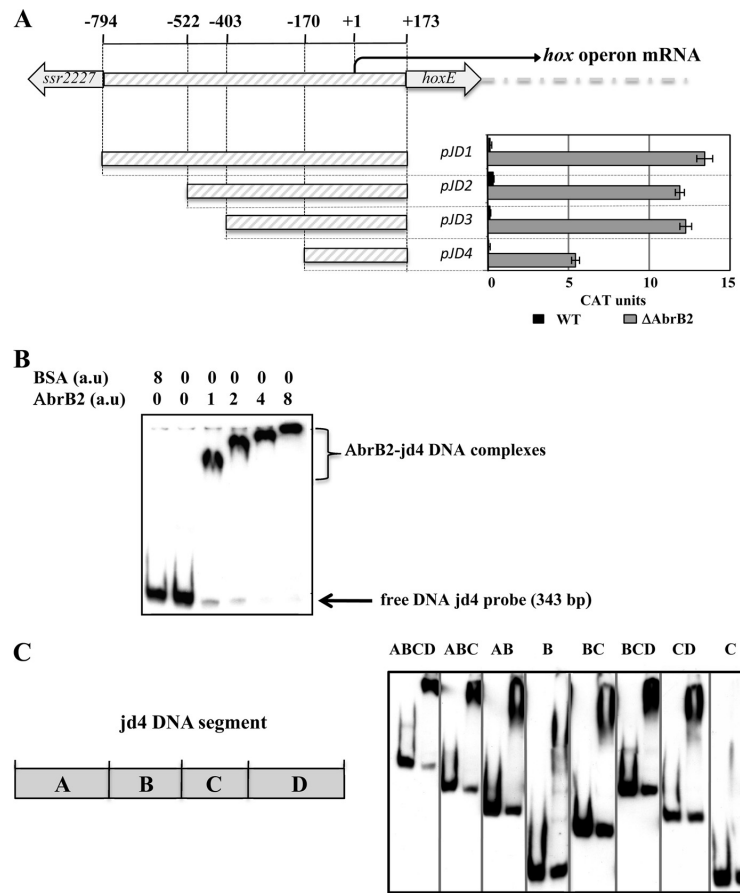 A
-794 -522 -403 -170 +1 +173
hox operon mRNA
ssr2227 hoxE
pJD1
pJD2
pJD3
pJD4
0 5 10 15
CAT units
WT ΔAbrB2
B
BSA (a.u) 8 0 0 0 0 0
AbrB2 (a.u) 0 0 1 2 4 8
AbrB2-jd4 DNA complexes
free DNA jd4 probe (343 bp)
C
ABCD ABC AB B BC BCD CD C
jd4 DNA segment
A B C D